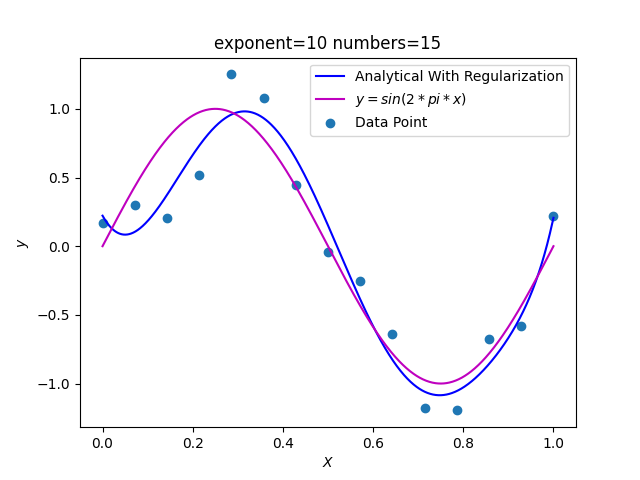 exponent=10 numbers=15
Analytical With Regularization
y = sin(2 * pi * x)
Data Point
1.0
0.5
0.0
−0.5
−1.0
y
0.0 0.2 0.4 0.6 0.8 1.0
X